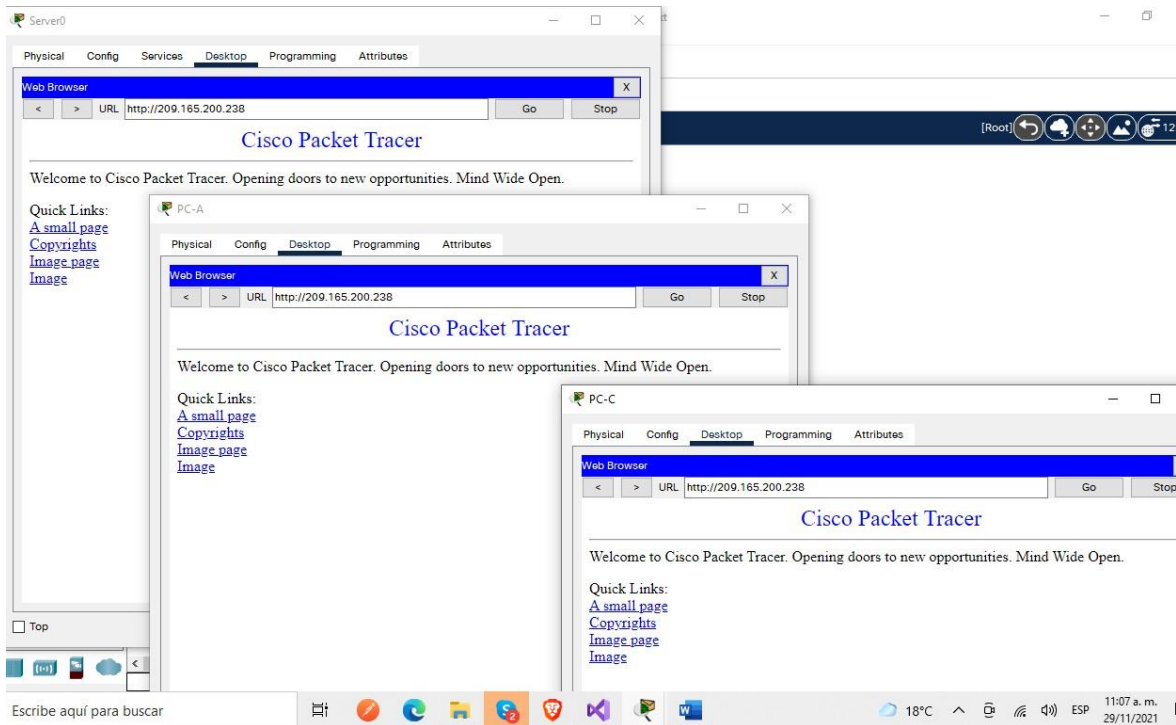 Server0
Physical Config Services Desktop Programming Attributes
Web Browser X
< > URL http://209.165.200.238 Go Stop
Cisco Packet Tracer
Welcome to Cisco Packet Tracer. Opening doors to new opportunities. Mind Wide Open.
Quick Links:
A small page
Copyrights
Image page
Image
Top
[Root]
PC-A
Physical Config Desktop Programming Attributes
Web Browser X
< > URL http://209.165.200.238 Go Stop
Cisco Packet Tracer
Welcome to Cisco Packet Tracer. Opening doors to new opportunities. Mind Wide Open.
Quick Links:
A small page
Copyrights
Image page
Image
PC-C
Physical Config Desktop Programming Attributes
Web Browser
< > URL http://209.165.200.238 Go Stop
Cisco Packet Tracer
Welcome to Cisco Packet Tracer. Opening doors to new opportunities. Mind Wide Open.
Quick Links:
A small page
Copyrights
Image page
Image
Escribe aquí para buscar
18°C ESP 11:07 a. m.
29/11/2021